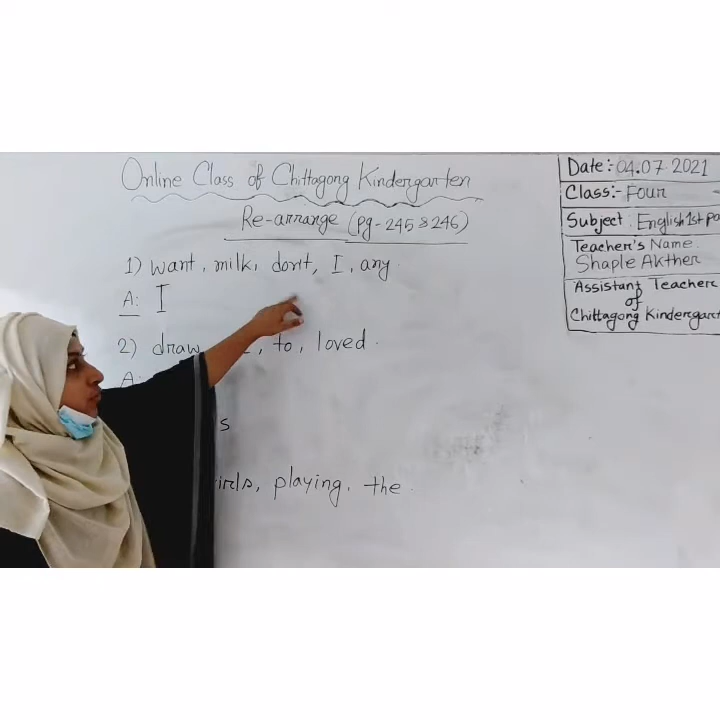 Online Class of Chittagong Kindergarten
Re-arrange (pg-245 & 246)
1) want, milk, don't, I, any.
A: I
2) draw , to, loved.
A:
s
girls, playing, the.
Date:- 04.07.2021
Class:- Four
Subject: English 1st pa
Teacher's Name.
Shaple Akther
Assistant Teacher
of
Chittagong Kindergart